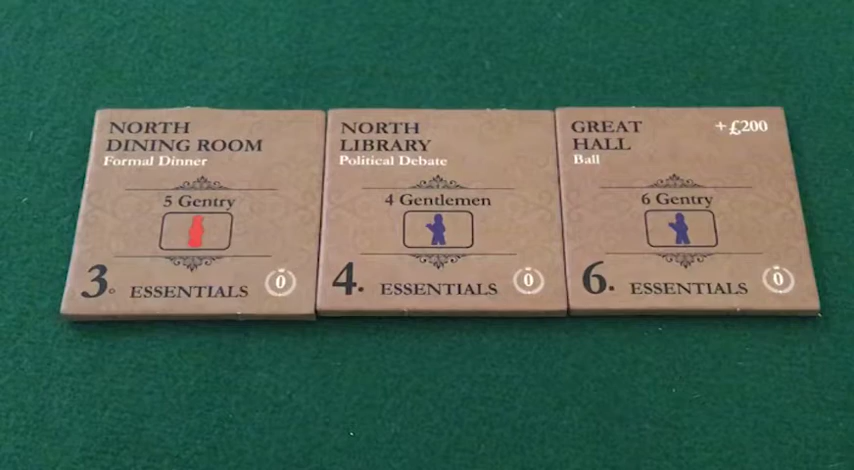 NORTH
DINING ROOM
Formal Dinner
5 Gentry
3.
ESSENTIALS
0
NORTH
LIBRARY
Political Debate
4 Gentlemen
4.
ESSENTIALS
0
GREAT
HALL
+£200
Ball
6 Gentry
6.
ESSENTIALS
0